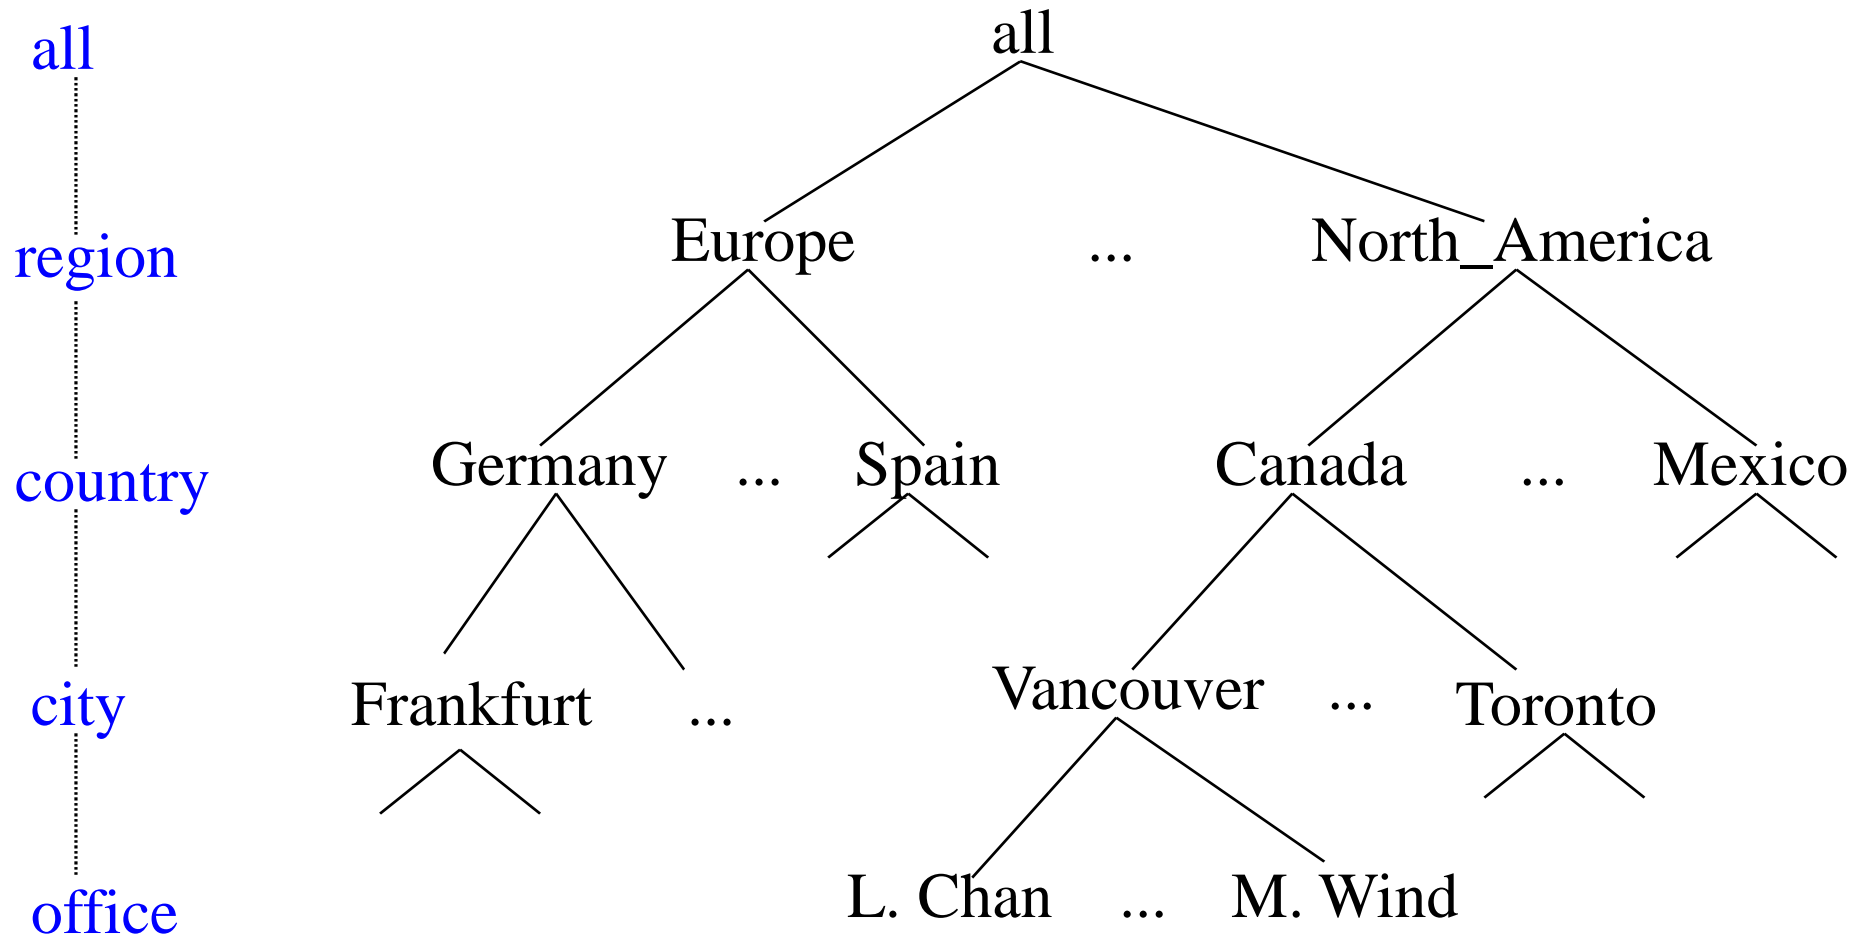 all all
region Europe ... North_America
country Germany ... Spain Canada ... Mexico
city Frankfurt ... Vancouver ... Toronto
office L. Chan ... M. Wind